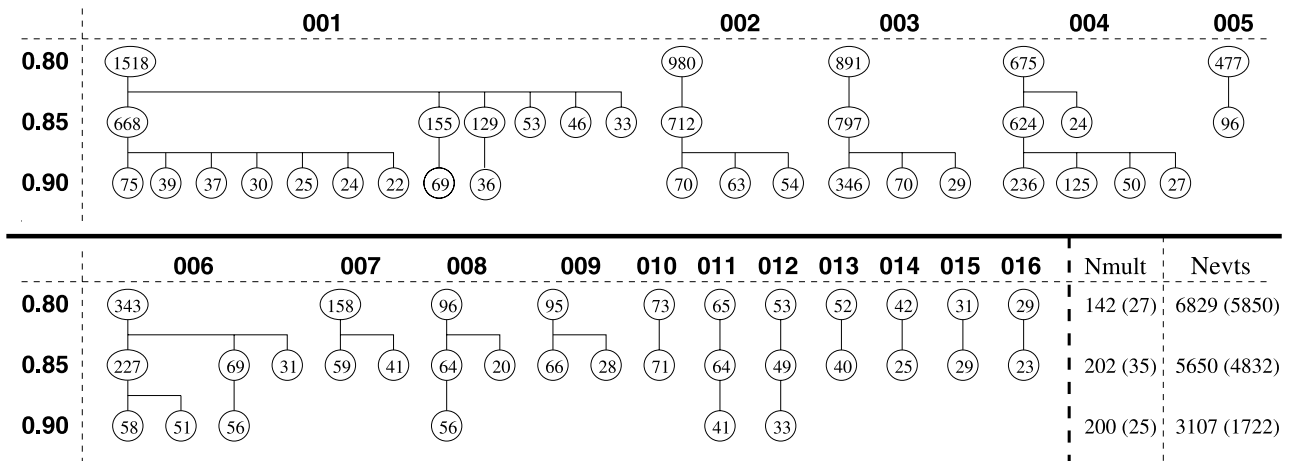 001 002 003 004 005
0.80 1518 980 891 675 477
0.85 668 155 129 53 46 33 712 797 624 24 96
0.90 75 39 37 30 25 24 22 69 36 70 63 54 346 70 29 236 125 50 27
006 007 008 009 010 011 012 013 014 015 016 Nmult Nevts
0.80 343 158 96 95 73 65 53 52 42 31 29 142 (27) 6829 (5850)
0.85 227 69 31 59 41 64 20 66 28 71 64 49 40 25 29 23 202 (35) 5650 (4832)
0.90 58 51 56 56 41 33 200 (25) 3107 (1722)